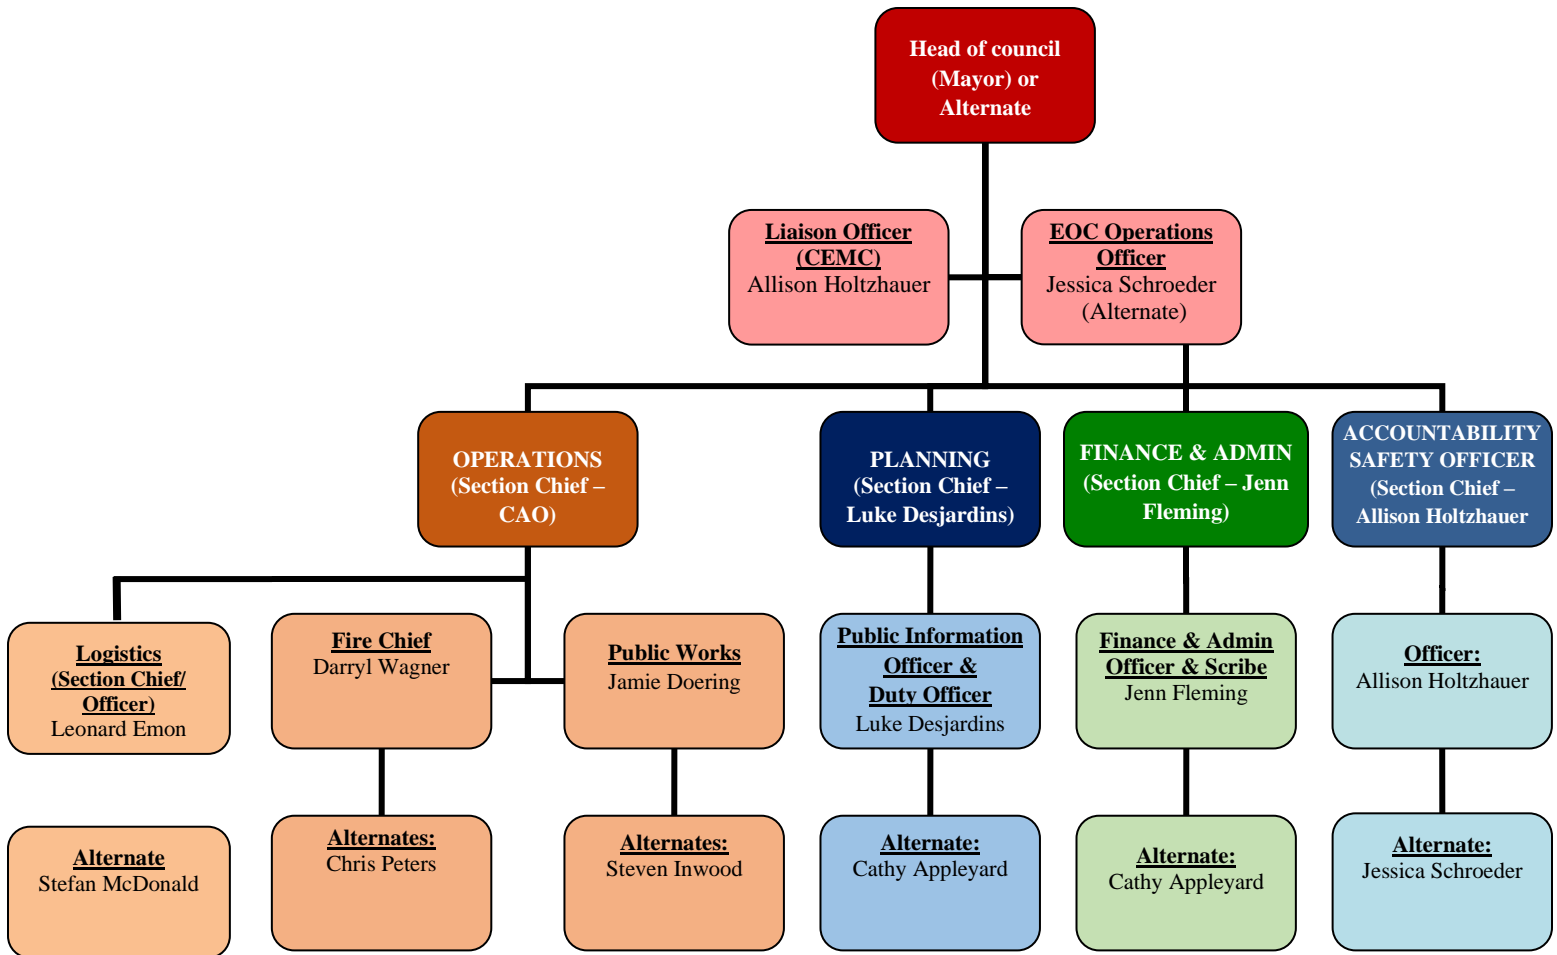 Head of council
(Mayor) or
Alternate
Liaison Officer
(CEMC)
Allison Holtzhauer
EOC Operations
Officer
Jessica Schroeder
(Alternate)
OPERATIONS
(Section Chief –
CAO)
PLANNING
(Section Chief –
Luke Desjardins)
FINANCE & ADMIN
(Section Chief – Jenn
Fleming)
ACCOUNTABILITY
SAFETY OFFICER
(Section Chief –
Allison Holtzhauer
Logistics
(Section Chief/
Officer)
Leonard Emon
Fire Chief
Darryl Wagner
Public Works
Jamie Doering
Public Information
Officer &
Duty Officer
Luke Desjardins
Finance & Admin
Officer & Scribe
Jenn Fleming
Officer:
Allison Holtzhauer
Alternate
Stefan McDonald
Alternates:
Chris Peters
Alternates:
Steven Inwood
Alternate:
Cathy Appleyard
Alternate:
Cathy Appleyard
Alternate:
Jessica Schroeder